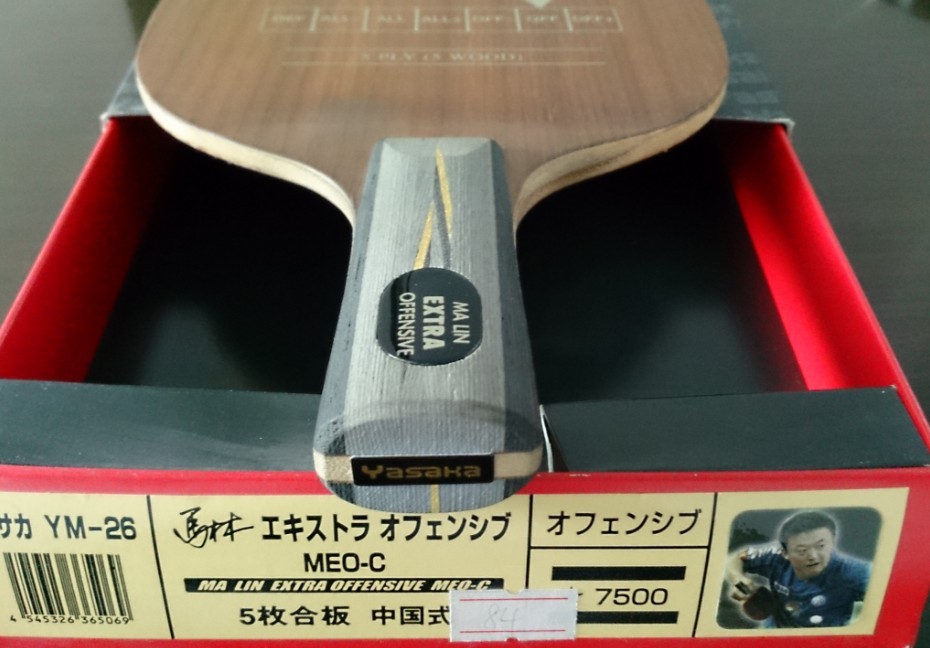 DEF ALL- ALL ALL+ OFF- OFF OFF+
5 PLY (5 WOOD)
MA LIN
EXTRA
OFFENSIVE
Yasaka
サカ YM-26
4 545326 365069
馬林 エキストラ オフェンシブ
MEO-C
MA LIN EXTRA OFFENSIVE MEO-C
5枚合板 中国式
オフェンシブ
7500
84